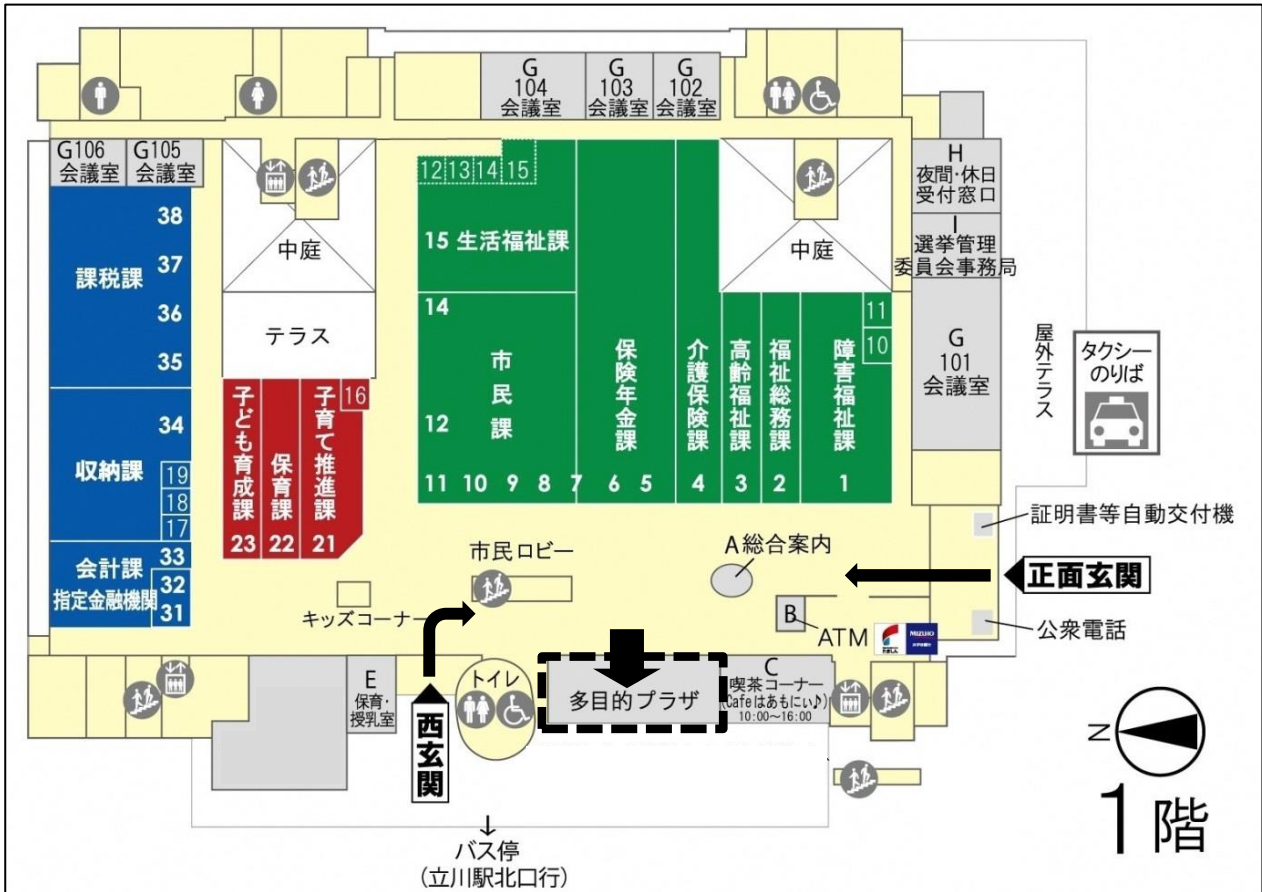 G
104
会議室
G
103
会議室
G
102
会議室
G106
会議室
G105
会議室
H
夜間・休日
受付窓口
I
選挙管理
委員会事務局
G
101
会議室
屋外テラス
タクシー
のりば
38
課税課
37
36
35
34
収納課
19
18
17
33
会計課
32
指定金融機関
31
中庭
テラス
子ども育成課
23
保育課
22
子育て推進課
21
16
12 13 14 15
15 生活福祉課
14
市民課
12
11 10 9 8 7
保険年金課
6 5
介護保険課
4
高齢福祉課
3
福祉総務課
2
障害福祉課
1
11
10
中庭
証明書等自動交付機
正面玄関
公衆電話
市民ロビー
A総合案内
キッズコーナー
B
ATM
MIZUHO
E
保育・
授乳室
西玄関
トイレ
多目的プラザ
C
喫茶コーナー
(Cafeはあもにぃ♪)
10:00～16:00
↓
バス停
(立川駅北口行)
N
1階